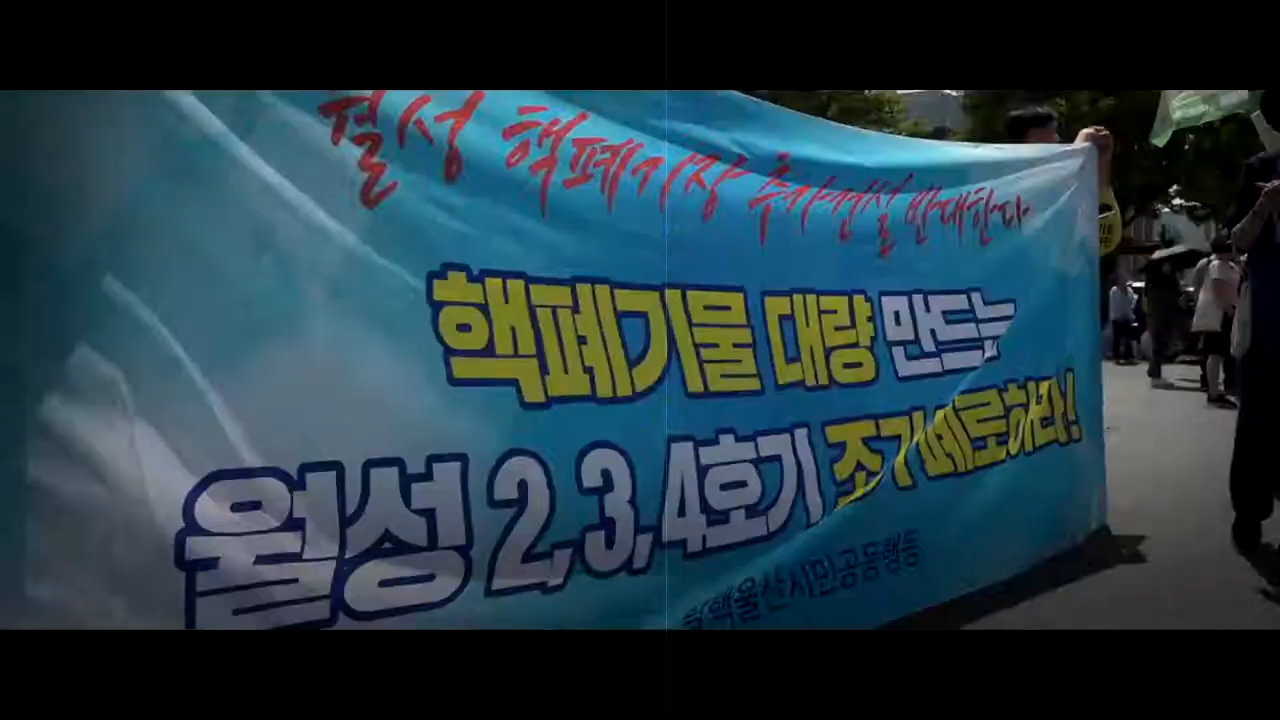 월성 핵폐기장 추가건설 반대한다
핵폐기물 대량 만드는
월성 2,3,4호기 조기폐로하라!
탈핵울산시민공동행동